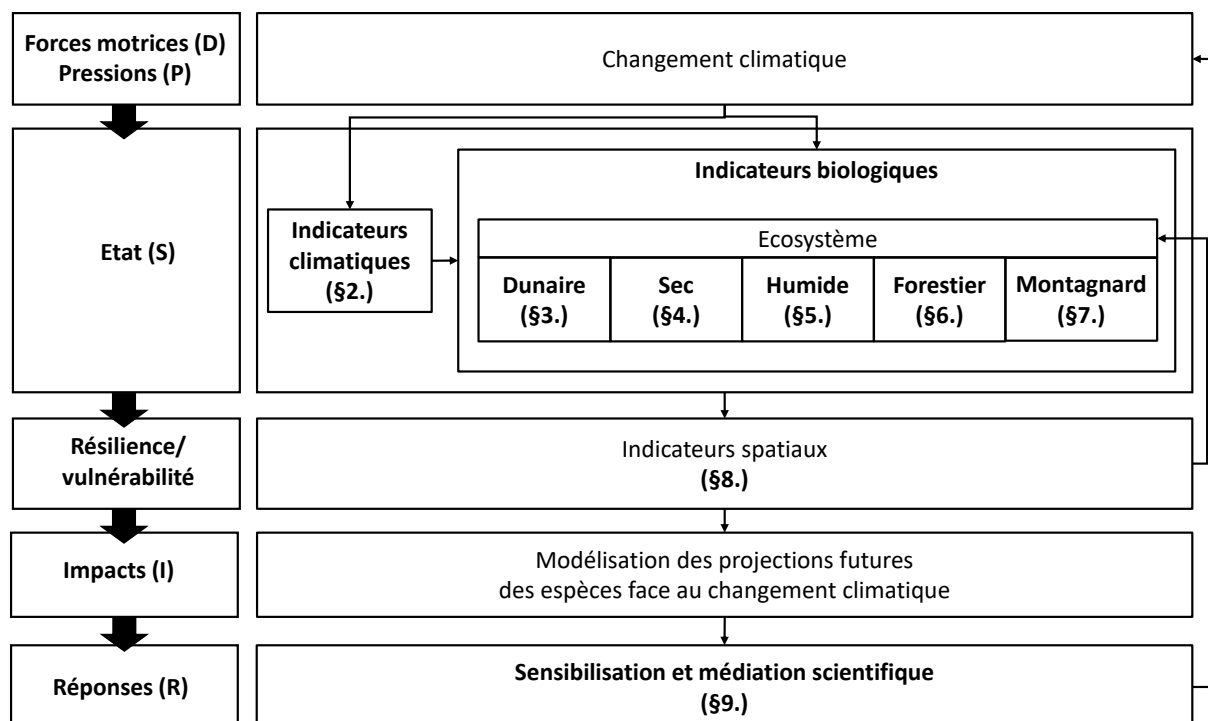 Forces motrices (D)
Pressions (P)
Changement climatique
Etat (S)
Indicateurs biologiques
Indicateurs
climatiques
(§2.)
Ecosystème
Dunaire
(§3.)
Sec
(§4.)
Humide
(§5.)
Forestier
(§6.)
Montagnard
(§7.)
Résilience/
vulnérabilité
Indicateurs spatiaux
(§8.)
Impacts (I)
Modélisation des projections futures
des espèces face au changement climatique
Réponses (R)
Sensibilisation et médiation scientifique
(§9.)